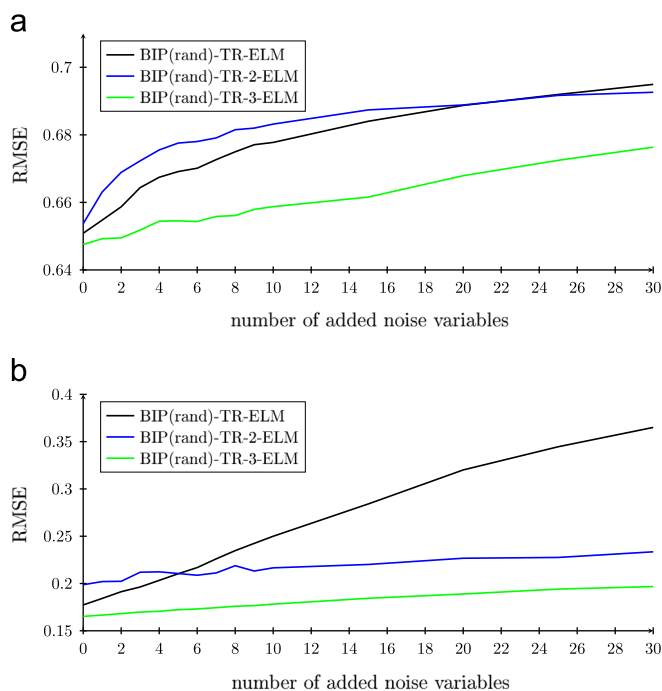 a
BIP(rand)-TR-ELM
BIP(rand)-TR-2-ELM
BIP(rand)-TR-3-ELM
RMSE
0.7
0.68
0.66
0.64
0 2 4 6 8 10 12 14 16 18 20 22 24 26 28 30
number of added noise variables
b
BIP(rand)-TR-ELM
BIP(rand)-TR-2-ELM
BIP(rand)-TR-3-ELM
RMSE
0.4
0.35
0.3
0.25
0.2
0.15
0 2 4 6 8 10 12 14 16 18 20 22 24 26 28 30
number of added noise variables